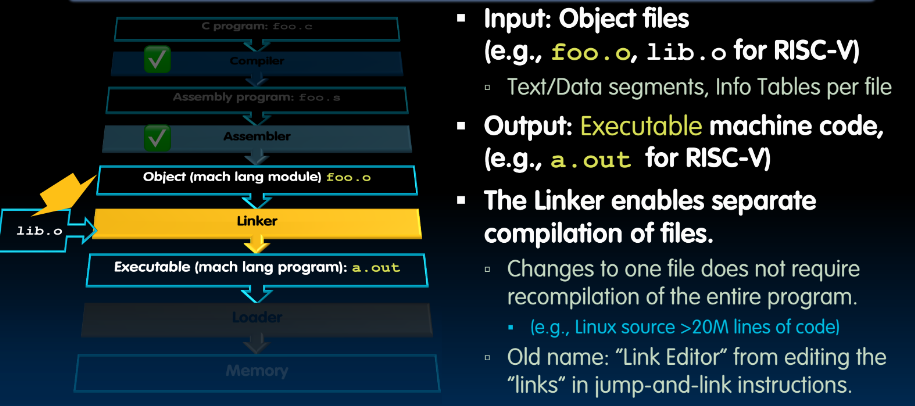 C program: foo.c
Compiler
Assembly program: foo.s
Assembler
Object (mach lang module) foo.o
lib.o
Linker
Executable (mach lang program): a.out
Loader
Memory
▪ Input: Object files
(e.g., foo.o, lib.o for RISC-V)
▫ Text/Data segments, Info Tables per file
▪ Output: Executable machine code,
(e.g., a.out for RISC-V)
▪ The Linker enables separate
compilation of files.
▫ Changes to one file does not require
recompilation of the entire program.
▪ (e.g., Linux source >20M lines of code)
▫ Old name: “Link Editor” from editing the
“links” in jump-and-link instructions.